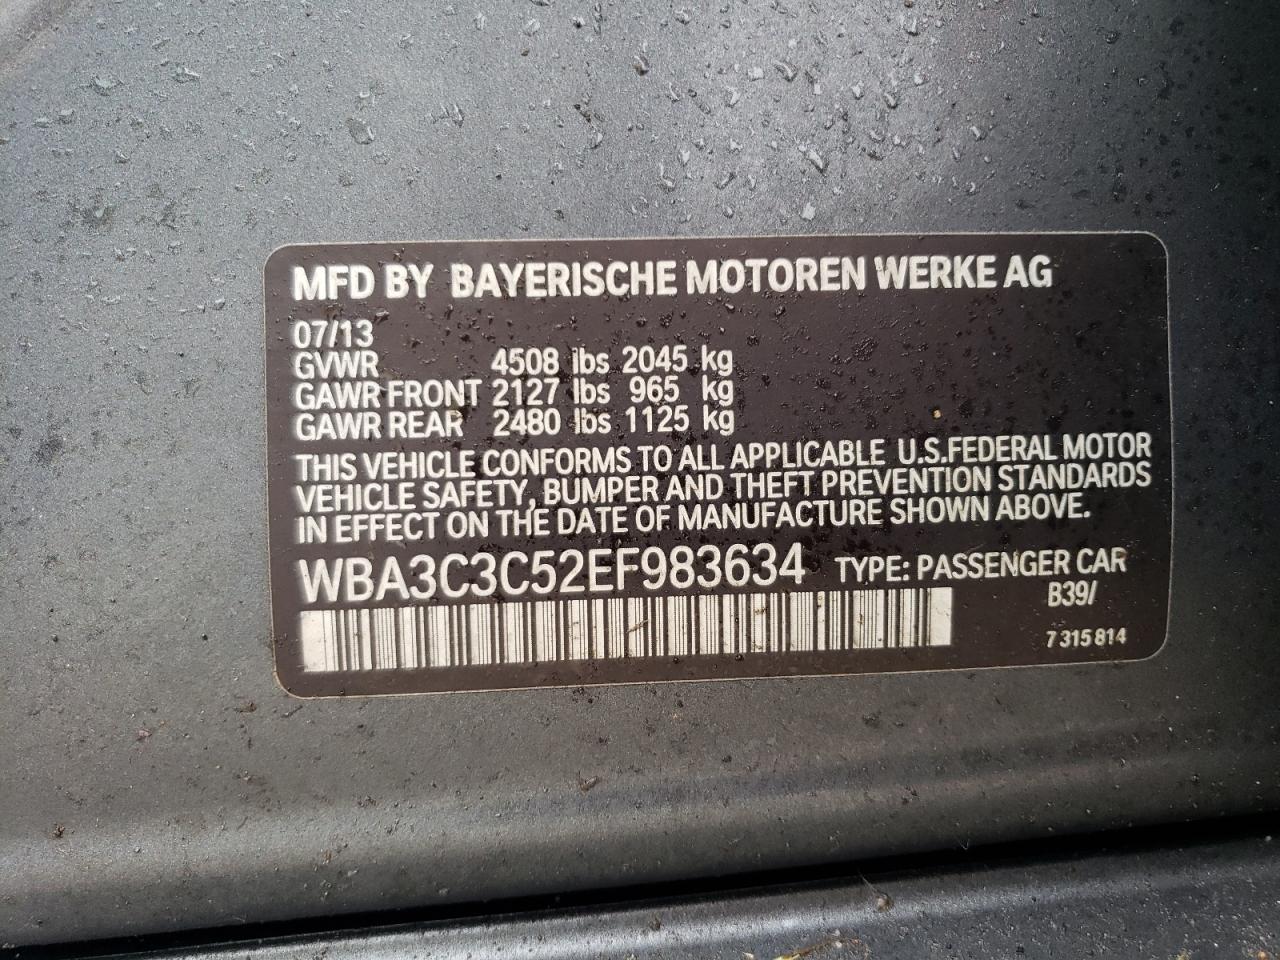 MFD BY BAYERISCHE MOTOREN WERKE AG
07/13
GVWR 4508 lbs 2045 kg
GAWR FRONT 2127 lbs 965 kg
GAWR REAR 2480 lbs 1125 kg
THIS VEHICLE CONFORMS TO ALL APPLICABLE U.S.FEDERAL MOTOR
VEHICLE SAFETY, BUMPER AND THEFT PREVENTION STANDARDS
IN EFFECT ON THE DATE OF MANUFACTURE SHOWN ABOVE.
WBA3C3C52EF983634 TYPE: PASSENGER CAR
B39/
7 315 814